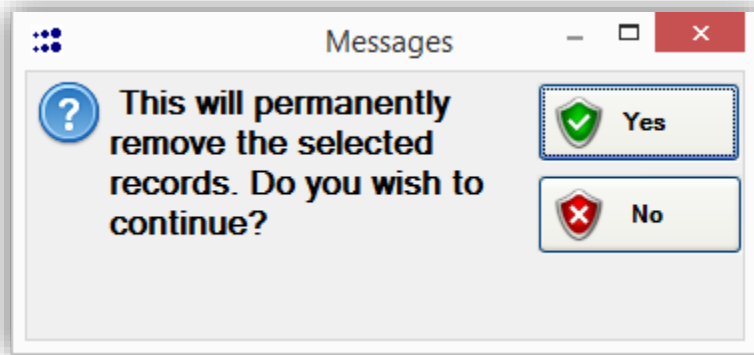 Messages
This will permanently
remove the selected
records. Do you wish to
continue?
Yes
No